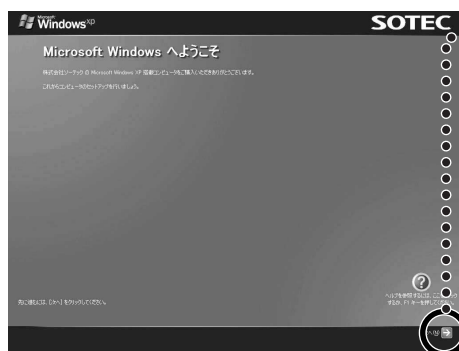 Microsoft
Windows xp
SOTEC
Microsoft Windows へようこそ
株式会社ソーテック の Microsoft Windows XP 搭載コンピュータをご購入いただきありがとうございます。
これからコンピュータのセットアップを行いましょう。
ヘルプを参照するには、ここをクリック
するか、F1 キーを押してください。
先に進むには、[次へ] をクリックしてください。